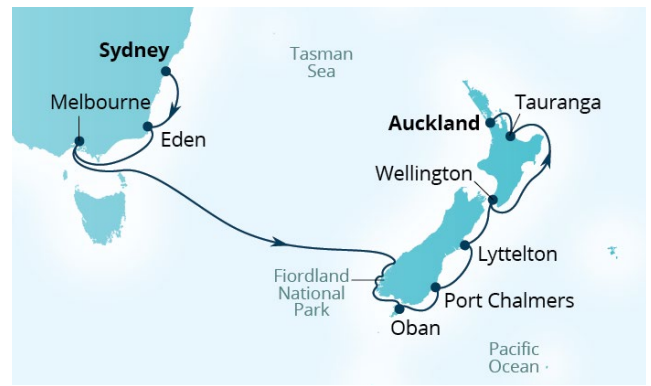 Sydney
Tasman
Sea
Melbourne
Eden
Tauranga
Auckland
Wellington
Lyttelton
Fiordland
National
Park
Port Chalmers
Oban
Pacific
Ocean